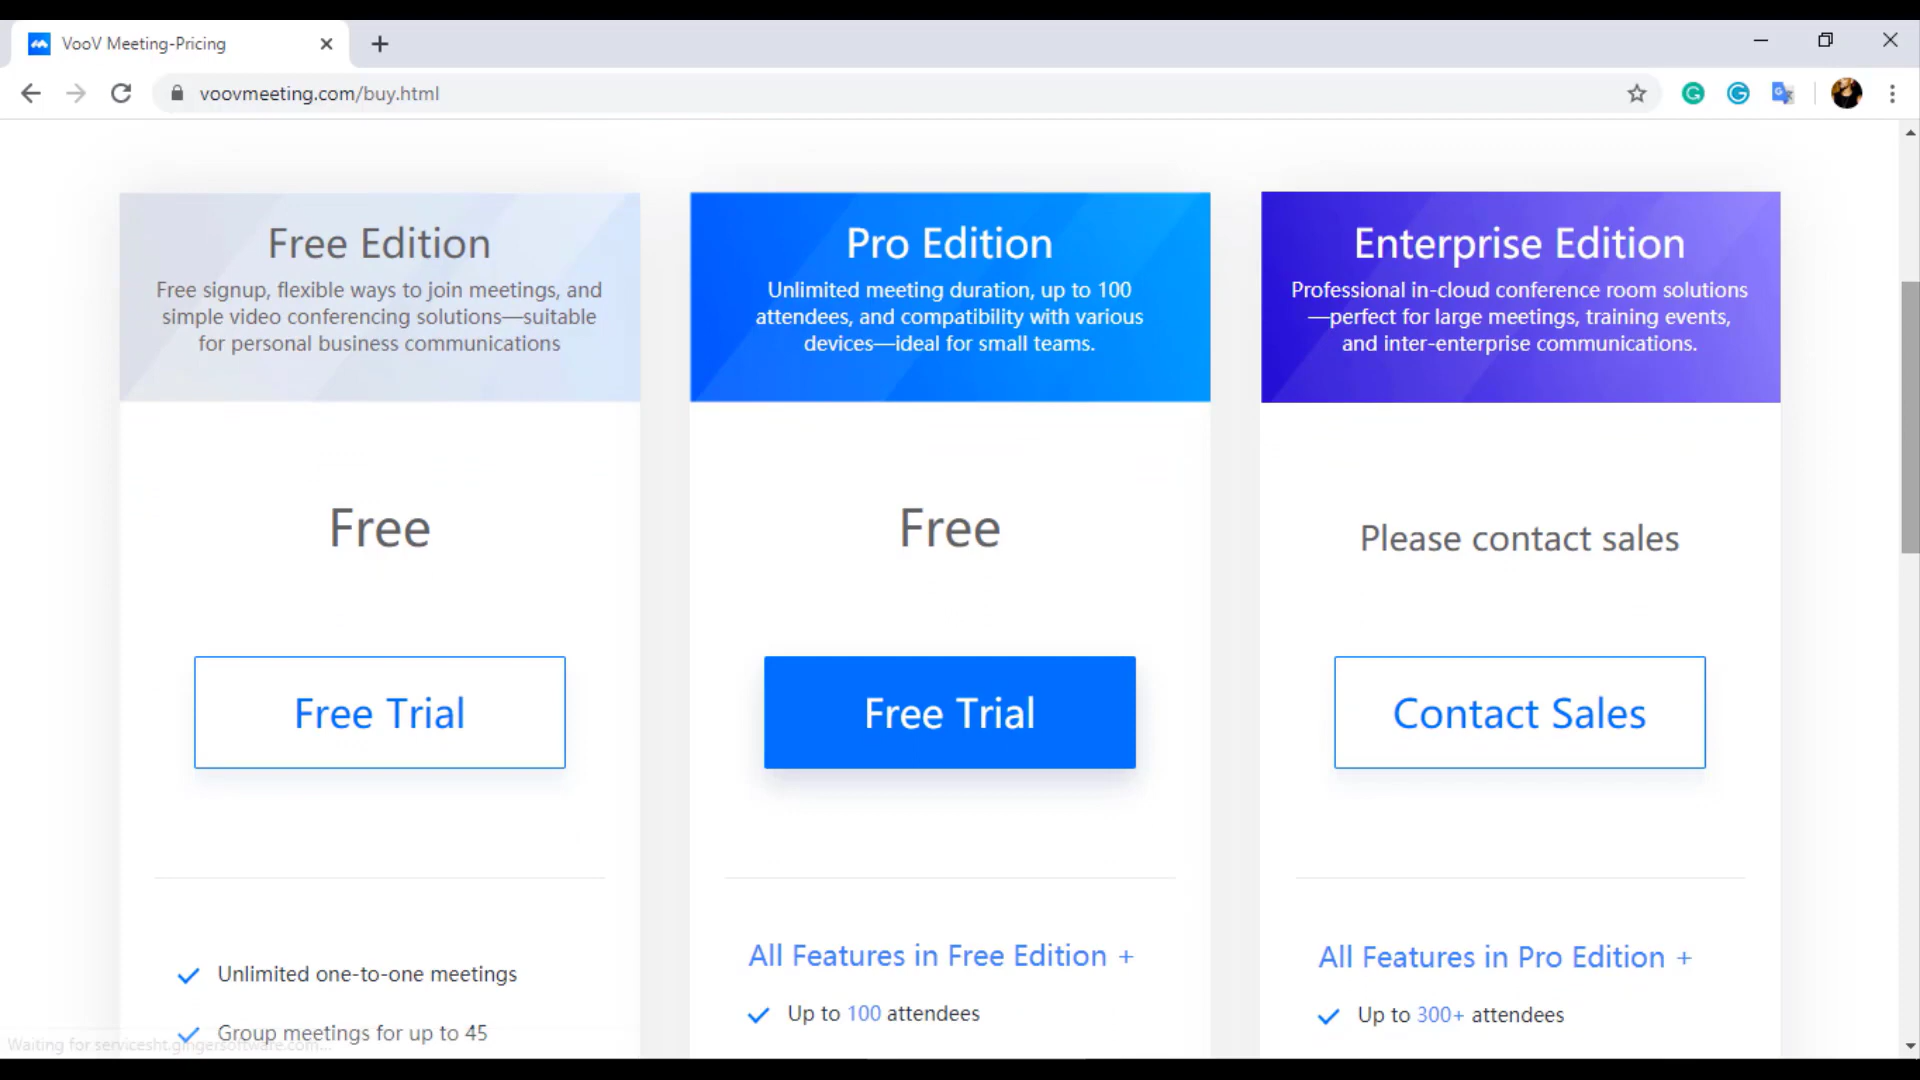 VooV Meeting-Pricing
voovmeeting.com/buy.html
Free Edition
Free signup, flexible ways to join meetings, and
simple video conferencing solutions—suitable
for personal business communications
Free
Free Trial
Unlimited one-to-one meetings
Group meetings for up to 45
Pro Edition
Unlimited meeting duration, up to 100
attendees, and compatibility with various
devices—ideal for small teams.
Free
Free Trial
All Features in Free Edition +
Up to 100 attendees
Enterprise Edition
Professional in-cloud conference room solutions
—perfect for large meetings, training events,
and inter-enterprise communications.
Please contact sales
Contact Sales
All Features in Pro Edition +
Up to 300+ attendees
Waiting for servicesht.gingersoftware.com...